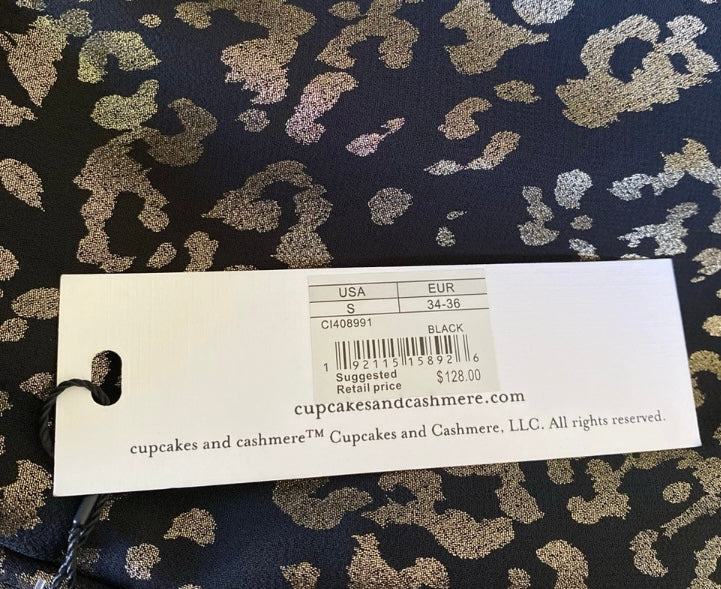 USA EUR
S 34-36
CI408991
BLACK
1 92115 15892 6
Suggested
Retail price $128.00
cupcakesandcashmere.com
cupcakes and cashmere™ Cupcakes and Cashmere, LLC. All rights reserved.